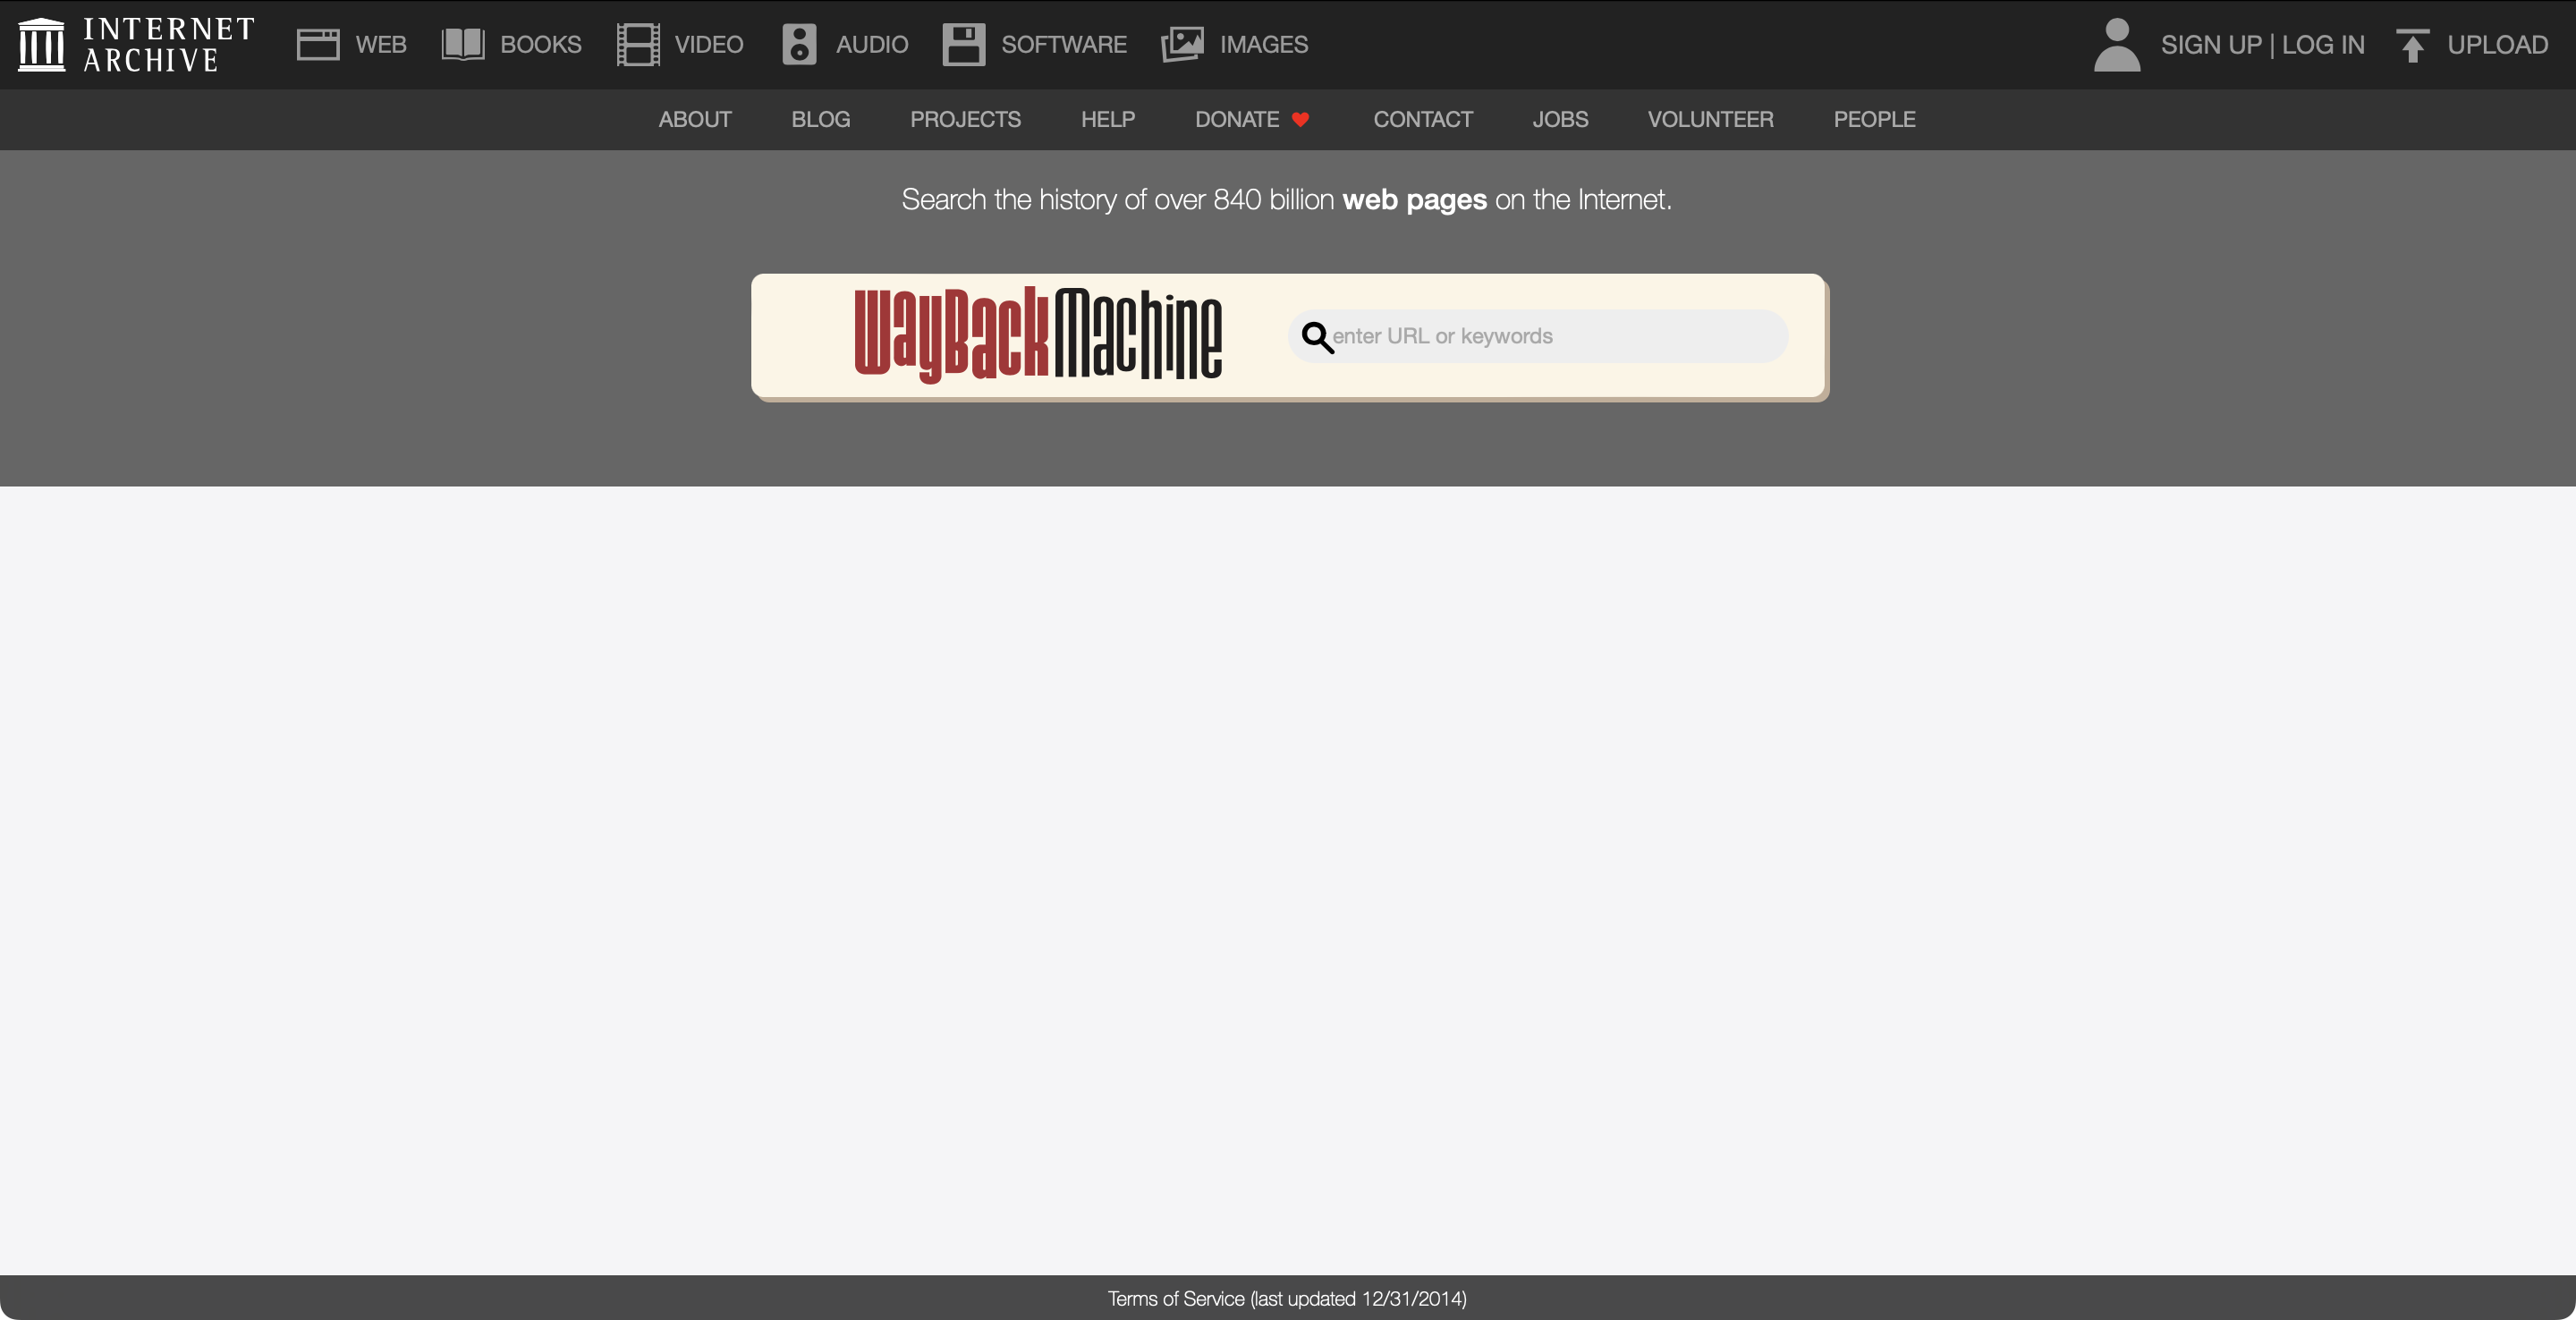 INTERNET
ARCHIVE
WEB BOOKS VIDEO AUDIO SOFTWARE IMAGES SIGN UP | LOG IN UPLOAD
ABOUT BLOG PROJECTS HELP DONATE CONTACT JOBS VOLUNTEER PEOPLE
Search the history of over 840 billion web pages on the Internet.
WayBackMachine enter URL or keywords
Terms of Service (last updated 12/31/2014)